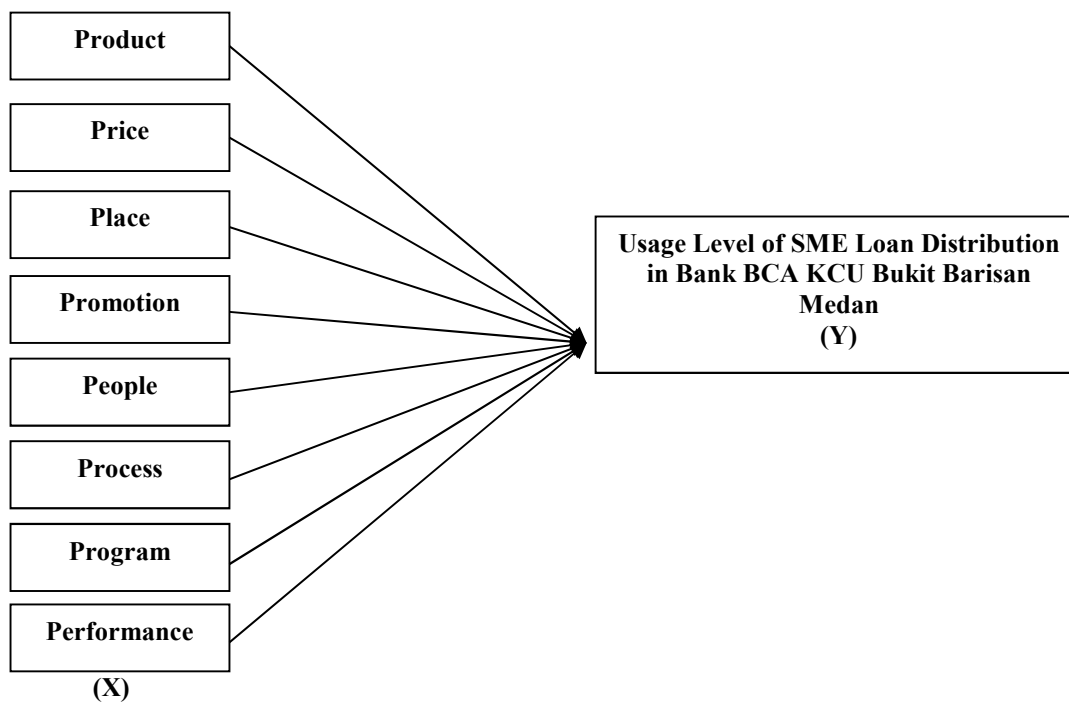 Product
Price
Place
Promotion
People
Process
Program
Performance
(X)
Usage Level of SME Loan Distribution
in Bank BCA KCU Bukit Barisan
Medan
(Y)